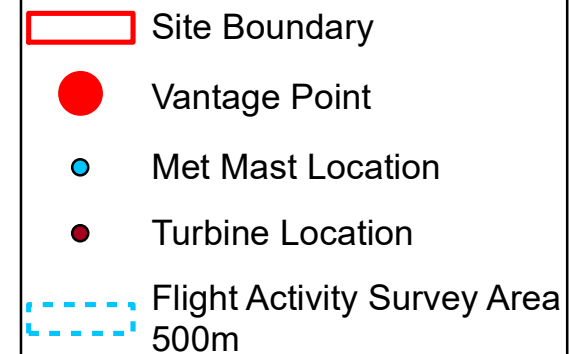 Site Boundary
Vantage Point
Met Mast Location
Turbine Location
Flight Activity Survey Area
500m